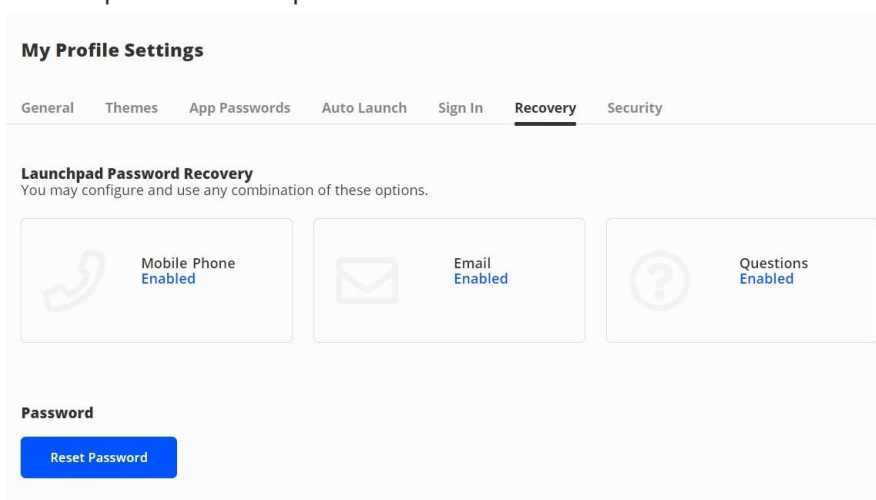 My Profile Settings
General Themes App Passwords Auto Launch Sign In Recovery Security
Launchpad Password Recovery
You may configure and use any combination of these options.
Mobile Phone
Enabled
Email
Enabled
Questions
Enabled
Password
Reset Password